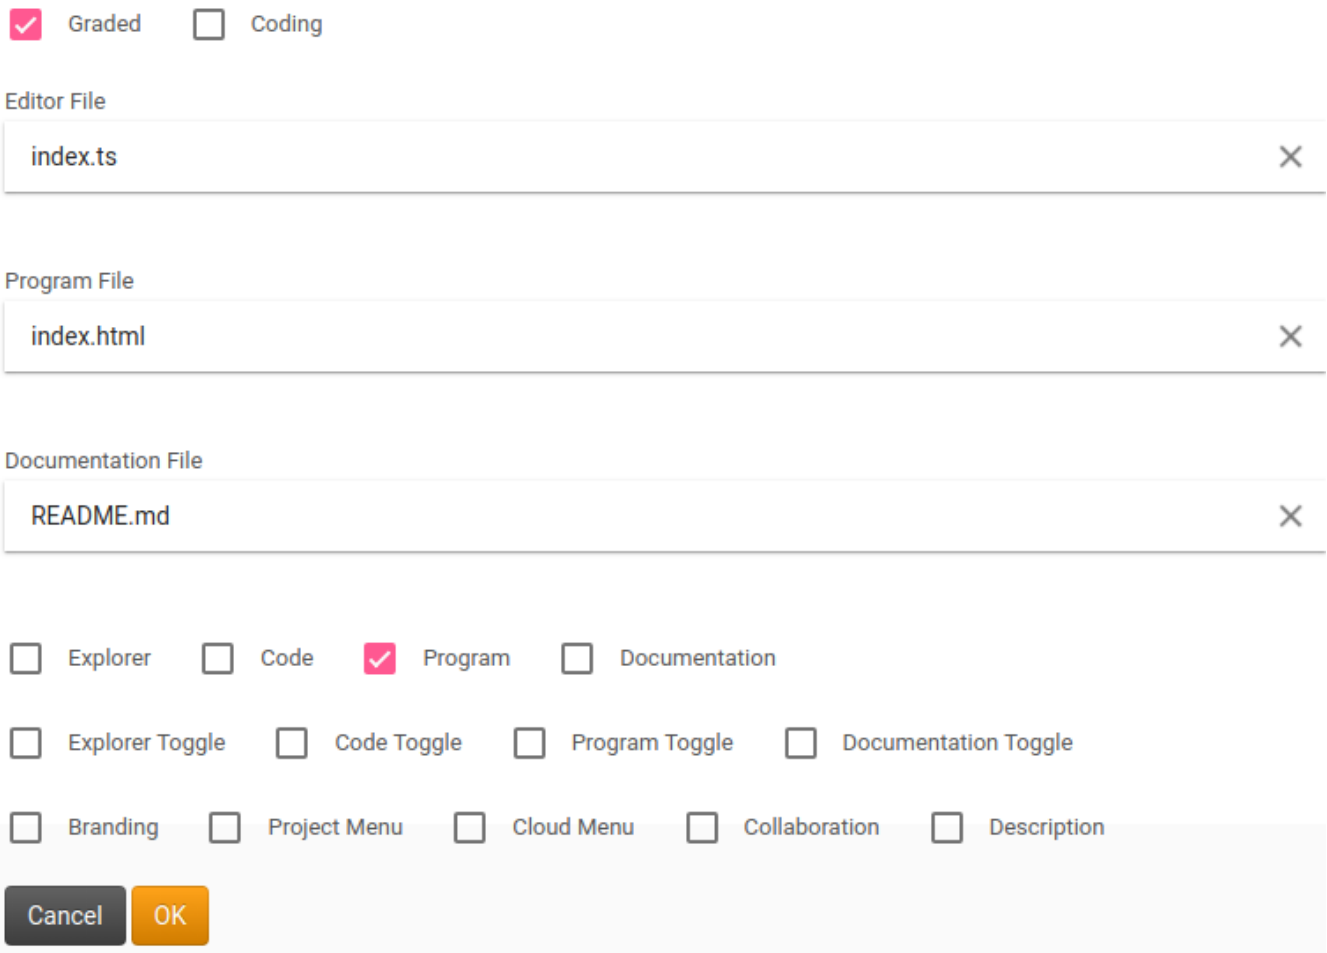 Graded Coding
Editor File
index.ts
Program File
index.html
Documentation File
README.md
Explorer Code Program Documentation
Explorer Toggle Code Toggle Program Toggle Documentation Toggle
Branding Project Menu Cloud Menu Collaboration Description
Cancel OK